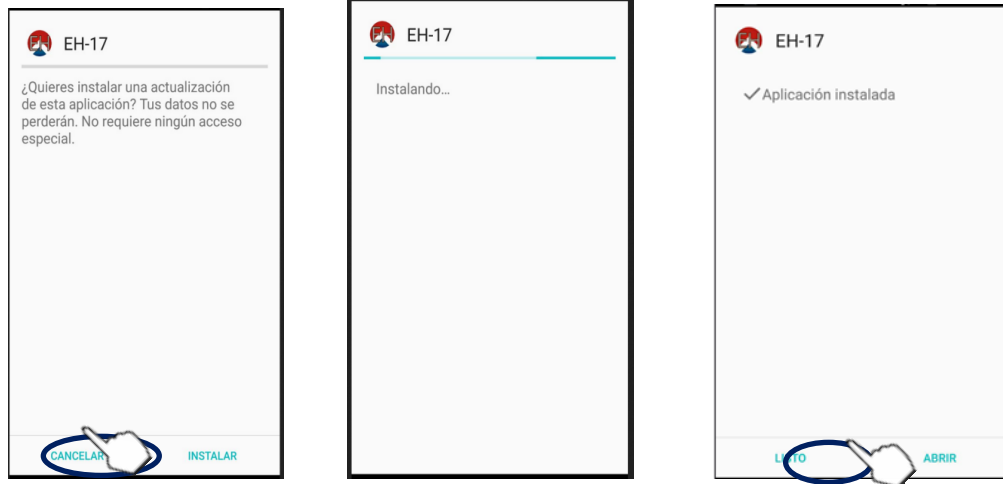 EH-17
¿Quieres instalar una actualización
de esta aplicación? Tus datos no se
perderán. No requiere ningún acceso
especial.
CANCELAR
INSTALAR
EH-17
Instalando...
EH-17
Aplicación instalada
LISTO
ABRIR